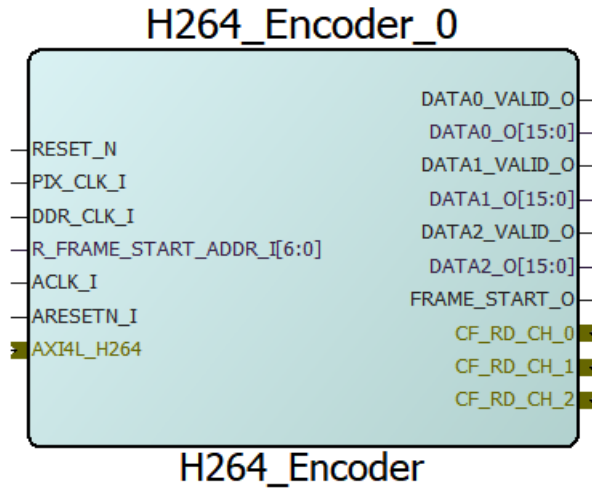 H264_Encoder_0
RESET_N
PIX_CLK_I
DDR_CLK_I
R_FRAME_START_ADDR_I[6:0]
ACLK_I
ARESETN_I
AXI4L_H264
DATA0_VALID_O
DATA0_O[15:0]
DATA1_VALID_O
DATA1_O[15:0]
DATA2_VALID_O
DATA2_O[15:0]
FRAME_START_O
CF_RD_CH_0
CF_RD_CH_1
CF_RD_CH_2
H264_Encoder